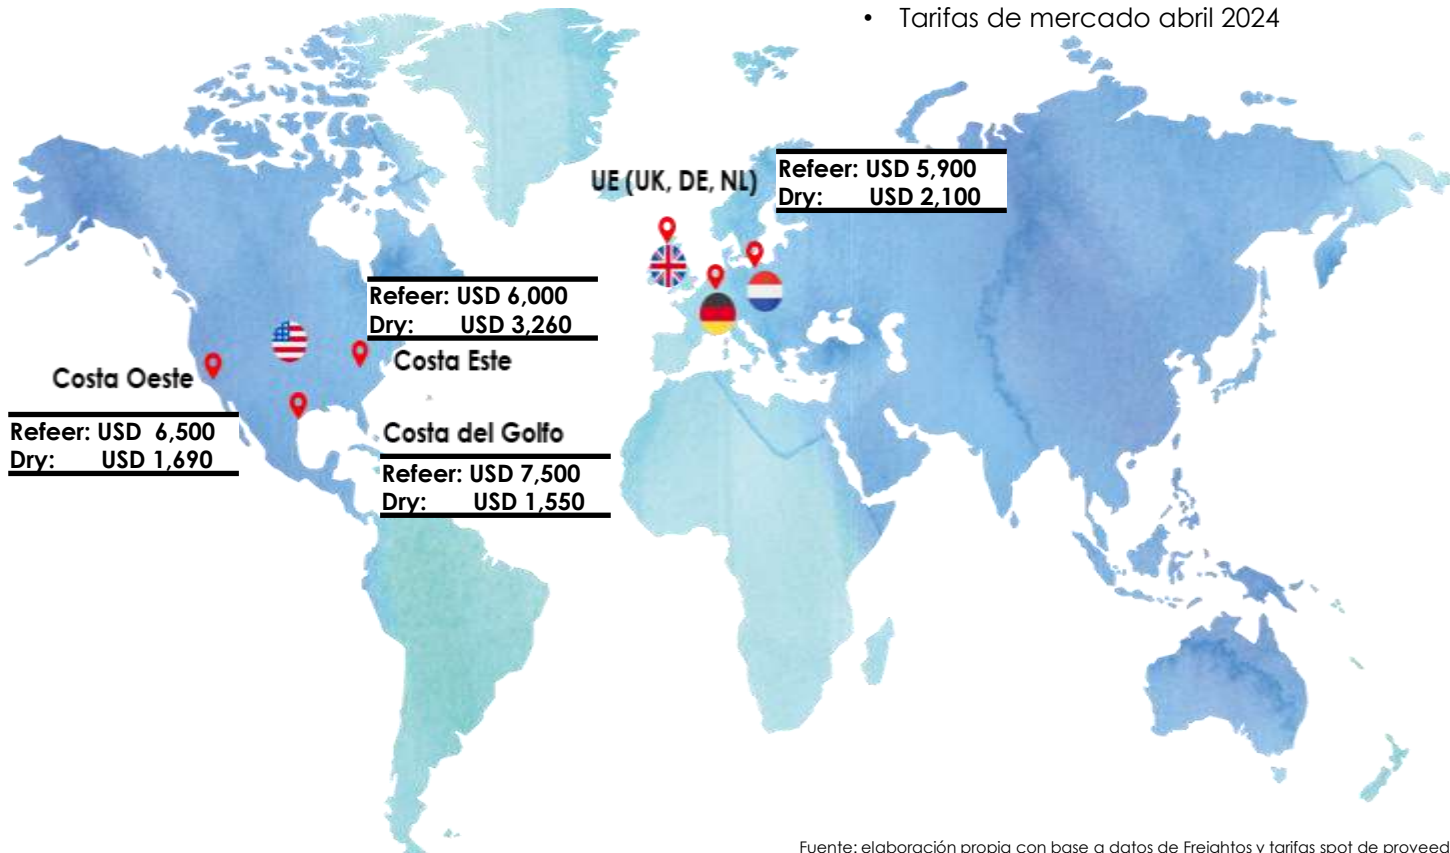 • Tarifas de mercado abril 2024
UE (UK, DE, NL)
Refeer: USD 5,900
Dry: USD 2,100
Refeer: USD 6,000
Dry: USD 3,260
Costa Este
Costa Oeste
Refeer: USD 6,500
Dry: USD 1,690
Costa del Golfo
Refeer: USD 7,500
Dry: USD 1,550
Fuente: elaboración propia con base a datos de Freightos y tarifas spot de proveed